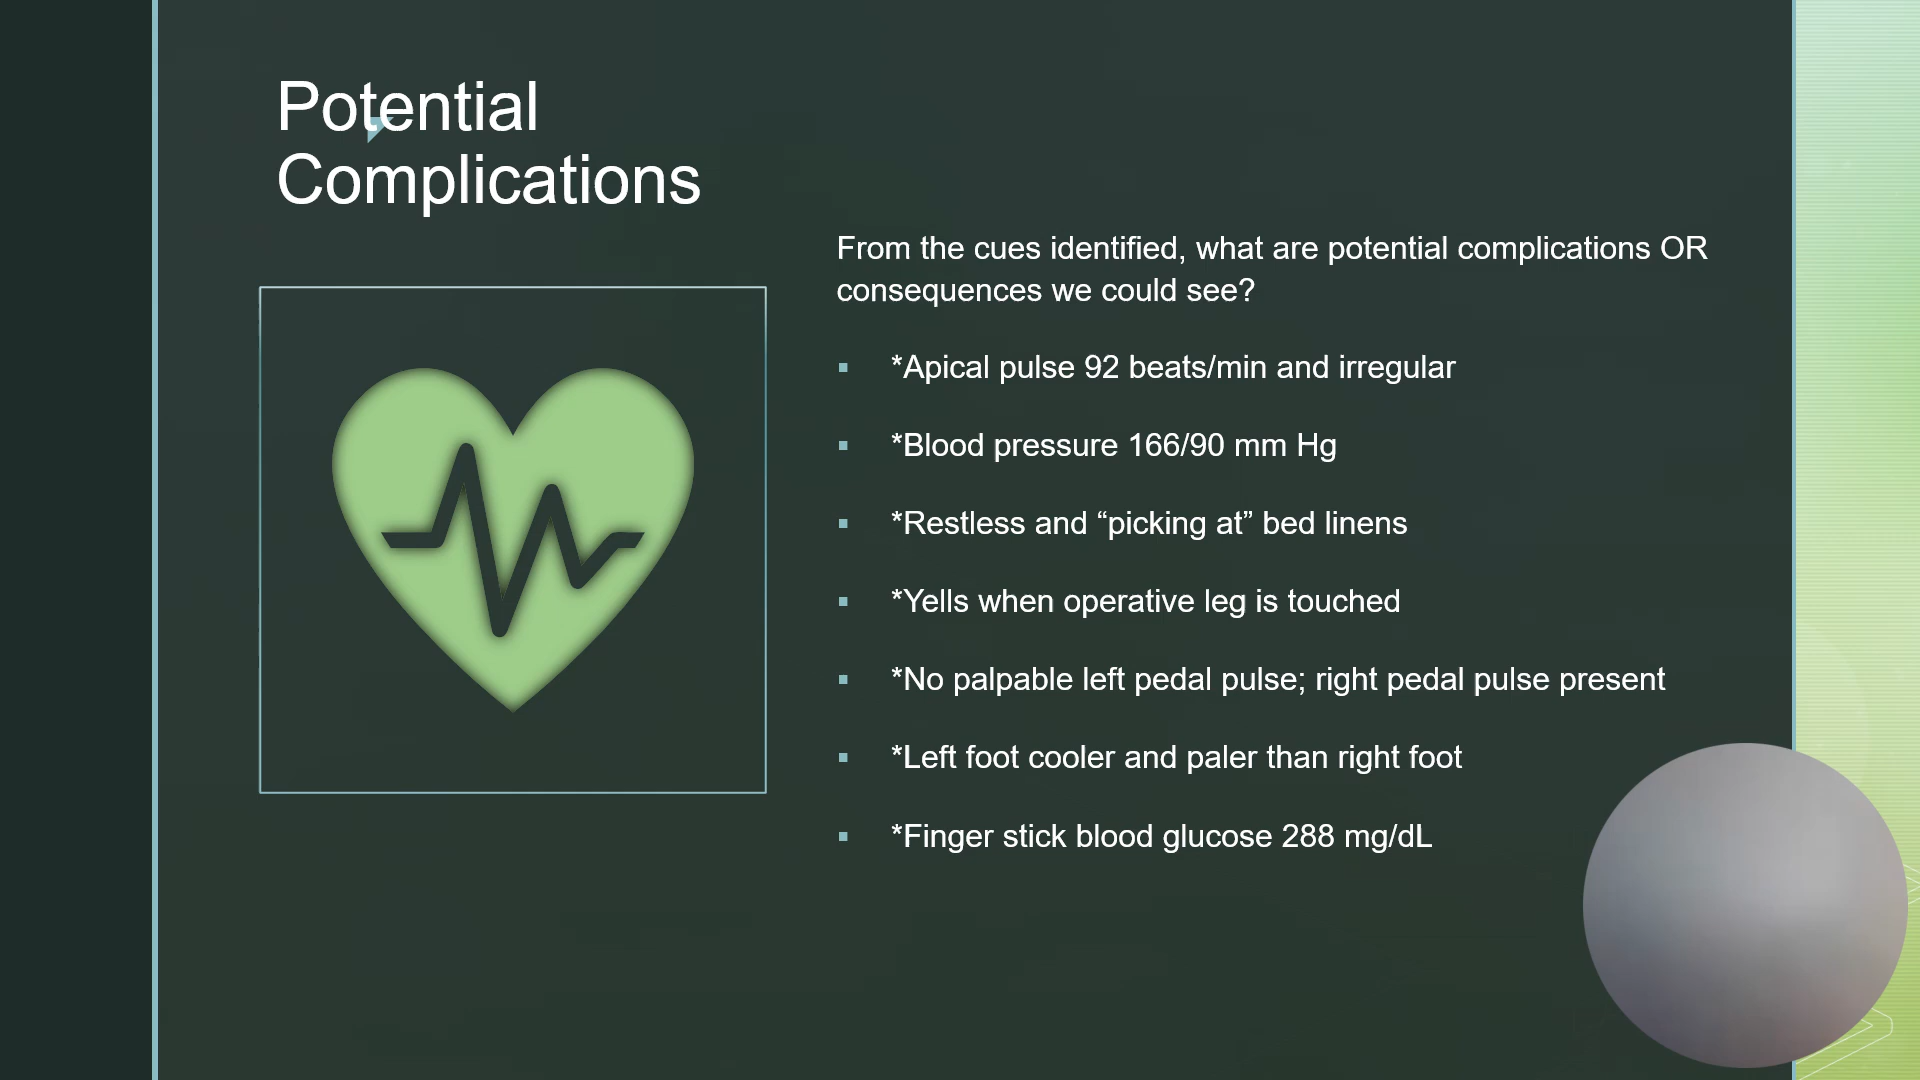 Potential
Complications
From the cues identified, what are potential complications OR
consequences we could see?
*Apical pulse 92 beats/min and irregular
*Blood pressure 166/90 mm Hg
*Restless and “picking at” bed linens
*Yells when operative leg is touched
*No palpable left pedal pulse; right pedal pulse present
*Left foot cooler and paler than right foot
*Finger stick blood glucose 288 mg/dL